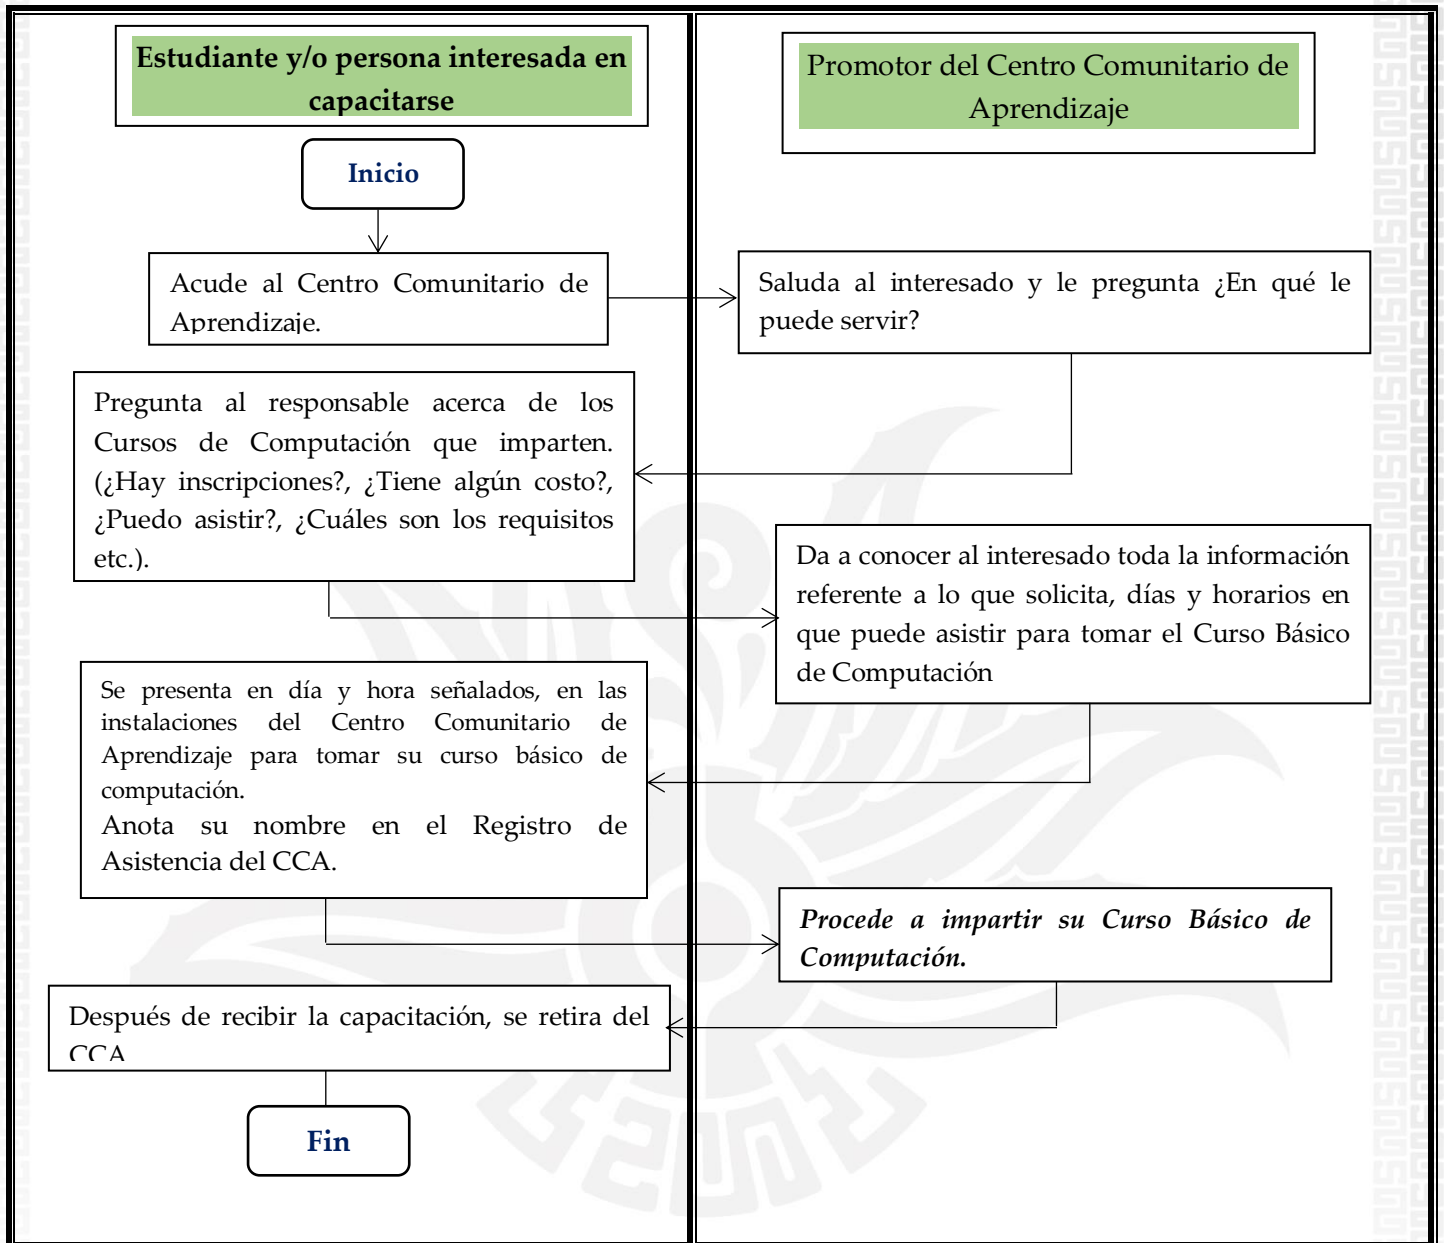 Estudiante y/o persona interesada en
capacitarse
Promotor del Centro Comunitario de
Aprendizaje
Inicio
Acude al Centro Comunitario de
Aprendizaje.
Saluda al interesado y le pregunta ¿En qué le
puede servir?
Pregunta al responsable acerca de los
Cursos de Computación que imparten.
(¿Hay inscripciones?, ¿Tiene algún costo?,
¿Puedo asistir?, ¿Cuáles son los requisitos
etc.).
Da a conocer al interesado toda la información
referente a lo que solicita, días y horarios en
que puede asistir para tomar el Curso Básico
de Computación
Se presenta en día y hora señalados, en las
instalaciones del Centro Comunitario de
Aprendizaje para tomar su curso básico de
computación.
Anota su nombre en el Registro de
Asistencia del CCA.
Procede a impartir su Curso Básico de
Computación.
Después de recibir la capacitación, se retira del
CCA
Fin